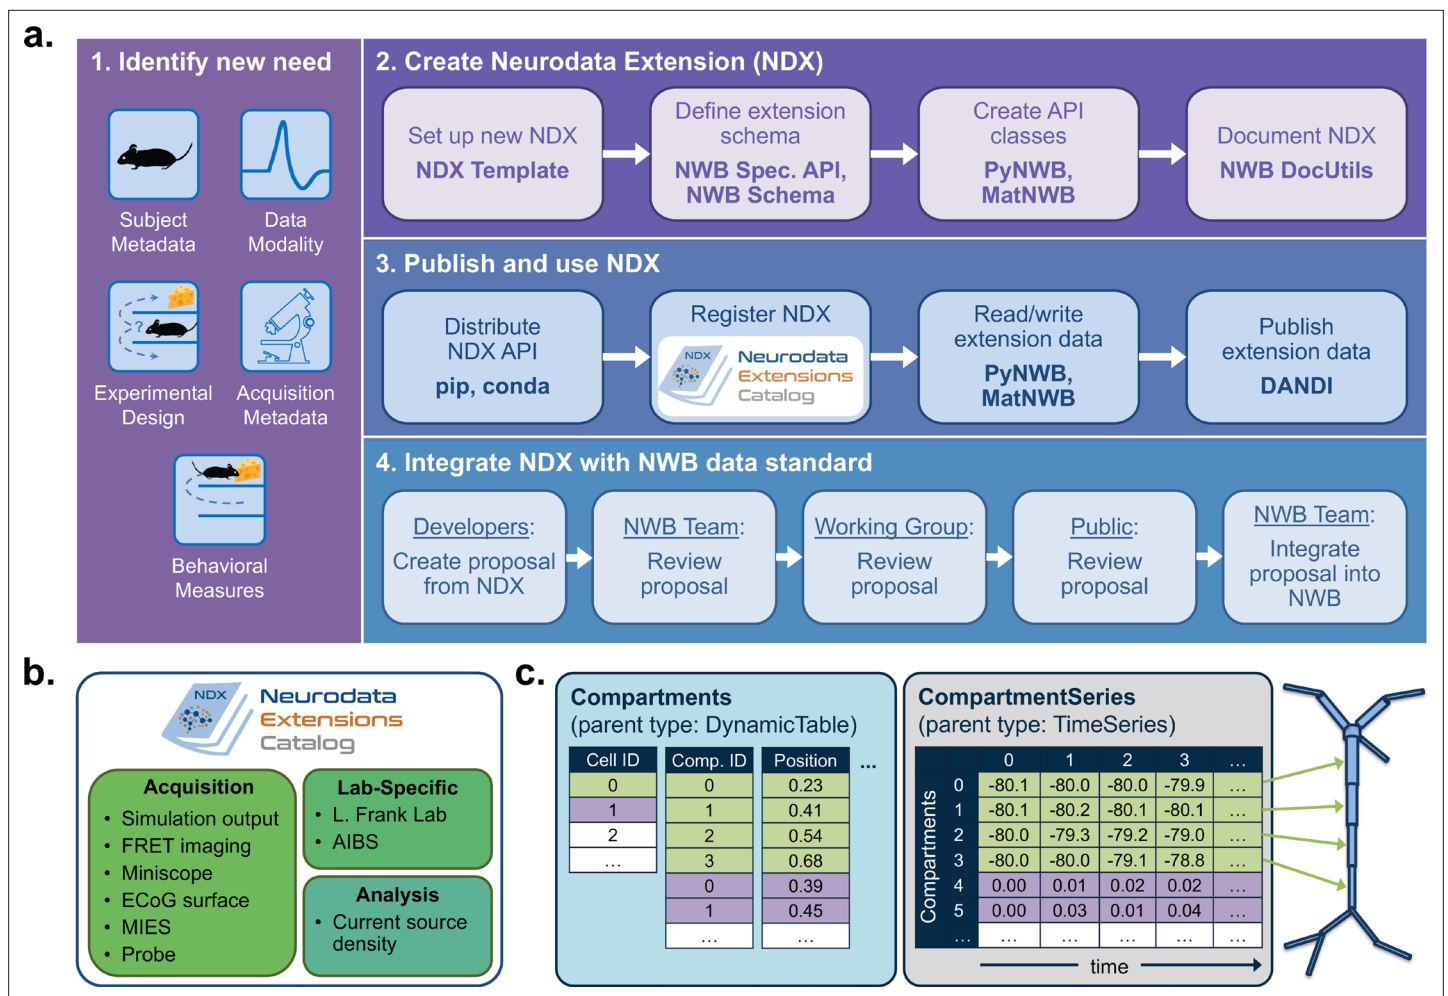 a.
1. Identify new need
Subject
Metadata
Data
Modality
?
Experimental
Design
Acquisition
Metadata
Behavioral
Measures
2. Create Neurodata Extension (NDX)
Set up new NDX
NDX Template
Define extension
schema
NWB Spec. API,
NWB Schema
Create API
classes
PyNWB,
MatNWB
Document NDX
NWB DocUtils
3. Publish and use NDX
Distribute
NDX API
pip, conda
Register NDX
NDX
Neurodata
Extensions
Catalog
Read/write
extension data
PyNWB,
MatNWB
Publish
extension data
DANDI
4. Integrate NDX with NWB data standard
Developers:
Create proposal
from NDX
NWB Team:
Review
proposal
Working Group:
Review
proposal
Public:
Review
proposal
NWB Team:
Integrate
proposal into
NWB
b.
NDX
Neurodata
Extensions
Catalog
Acquisition
• Simulation output
• FRET imaging
• Miniscope
• ECoG surface
• MIES
• Probe
Lab-Specific
• L. Frank Lab
• AIBS
Analysis
• Current source
density
c.
Compartments
(parent type: DynamicTable)
Cell ID
0
1
2
...
Comp. ID
0
1
2
3
0
1
...
Position
0.23
0.41
0.54
0.68
0.39
0.45
...
...
CompartmentSeries
(parent type: TimeSeries)
Compartments
0 1 2 3 ...
0 -80.1 -80.0 -80.0 -79.9 ...
1 -80.1 -80.2 -80.1 -80.1 ...
2 -80.0 -79.3 -79.2 -79.0 ...
3 -80.0 -80.0 -79.1 -78.8 ...
4 0.00 0.01 0.02 0.02 ...
5 0.00 0.03 0.01 0.04 ...
... ... ... ... ... ...
time